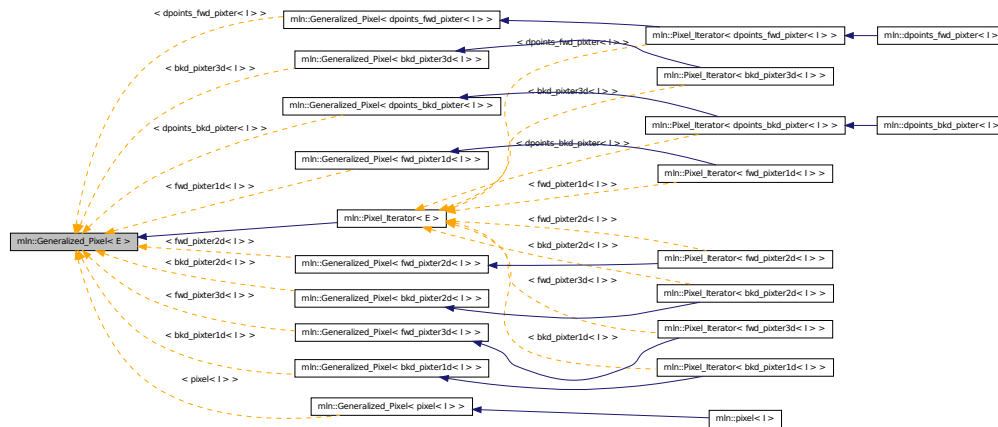 < dpoints_fwd_pixter< I > >
mln::Generalized_Pixel< dpoints_fwd_pixter< I > >
mln::Pixel_Iterator< dpoints_fwd_pixter< I > >
mln::dpoints_fwd_pixter< I >
< dpoints_fwd_pixter< I > >
mln::Generalized_Pixel< bkd_pixter3d< I > >
< bkd_pixter3d< I > >
mln::Pixel_Iterator< bkd_pixter3d< I > >
< bkd_pixter3d< I > >
mln::Generalized_Pixel< dpoints_bkd_pixter< I > >
< dpoints_bkd_pixter< I > >
mln::Pixel_Iterator< dpoints_bkd_pixter< I > >
mln::dpoints_bkd_pixter< I >
< dpoints_bkd_pixter< I > >
mln::Generalized_Pixel< fwd_pixter1d< I > >
mln::Pixel_Iterator< fwd_pixter1d< I > >
< fwd_pixter1d< I > >
< fwd_pixter1d< I > >
mln::Pixel_Iterator< E >
< fwd_pixter2d< I > >
mln::Generalized_Pixel< E >
< fwd_pixter2d< I > >
< bkd_pixter2d< I > >
mln::Generalized_Pixel< fwd_pixter2d< I > >
mln::Pixel_Iterator< fwd_pixter2d< I > >
< bkd_pixter2d< I > >
< fwd_pixter3d< I > >
mln::Generalized_Pixel< bkd_pixter2d< I > >
mln::Pixel_Iterator< bkd_pixter2d< I > >
< fwd_pixter3d< I > >
mln::Generalized_Pixel< fwd_pixter3d< I > >
mln::Pixel_Iterator< fwd_pixter3d< I > >
< bkd_pixter1d< I > >
< bkd_pixter1d< I > >
mln::Generalized_Pixel< bkd_pixter1d< I > >
mln::Pixel_Iterator< bkd_pixter1d< I > >
< pixel< I > >
mln::Generalized_Pixel< pixel< I > >
mln::pixel< I >